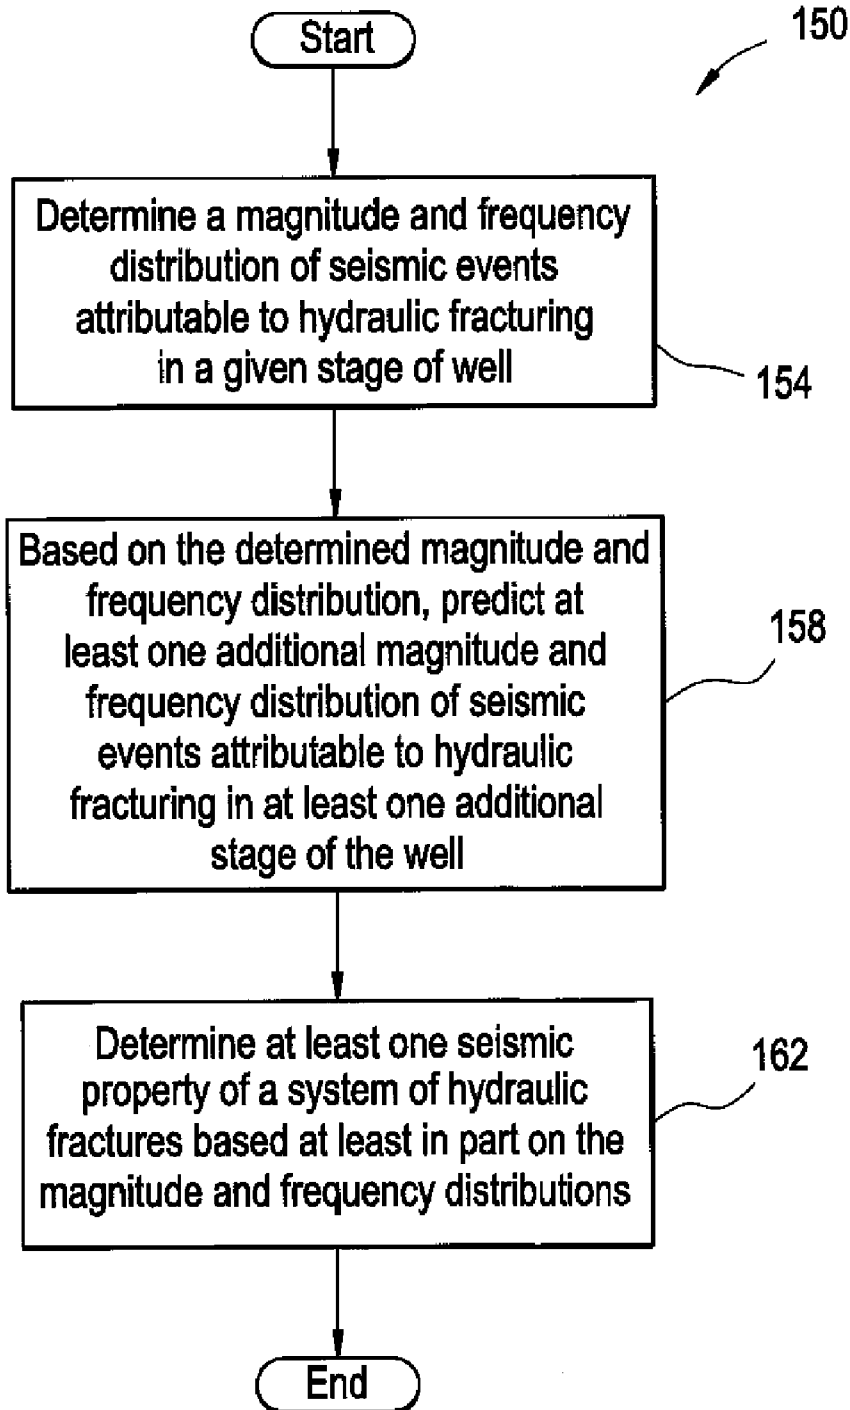 Start
150
Determine a magnitude and frequency
distribution of seismic events
attributable to hydraulic fracturing
in a given stage of well
154
Based on the determined magnitude and
frequency distribution, predict at
least one additional magnitude and
frequency distribution of seismic
events attributable to hydraulic
fracturing in at least one additional
stage of the well
158
Determine at least one seismic
property of a system of hydraulic
fractures based at least in part on the
magnitude and frequency distributions
162
End